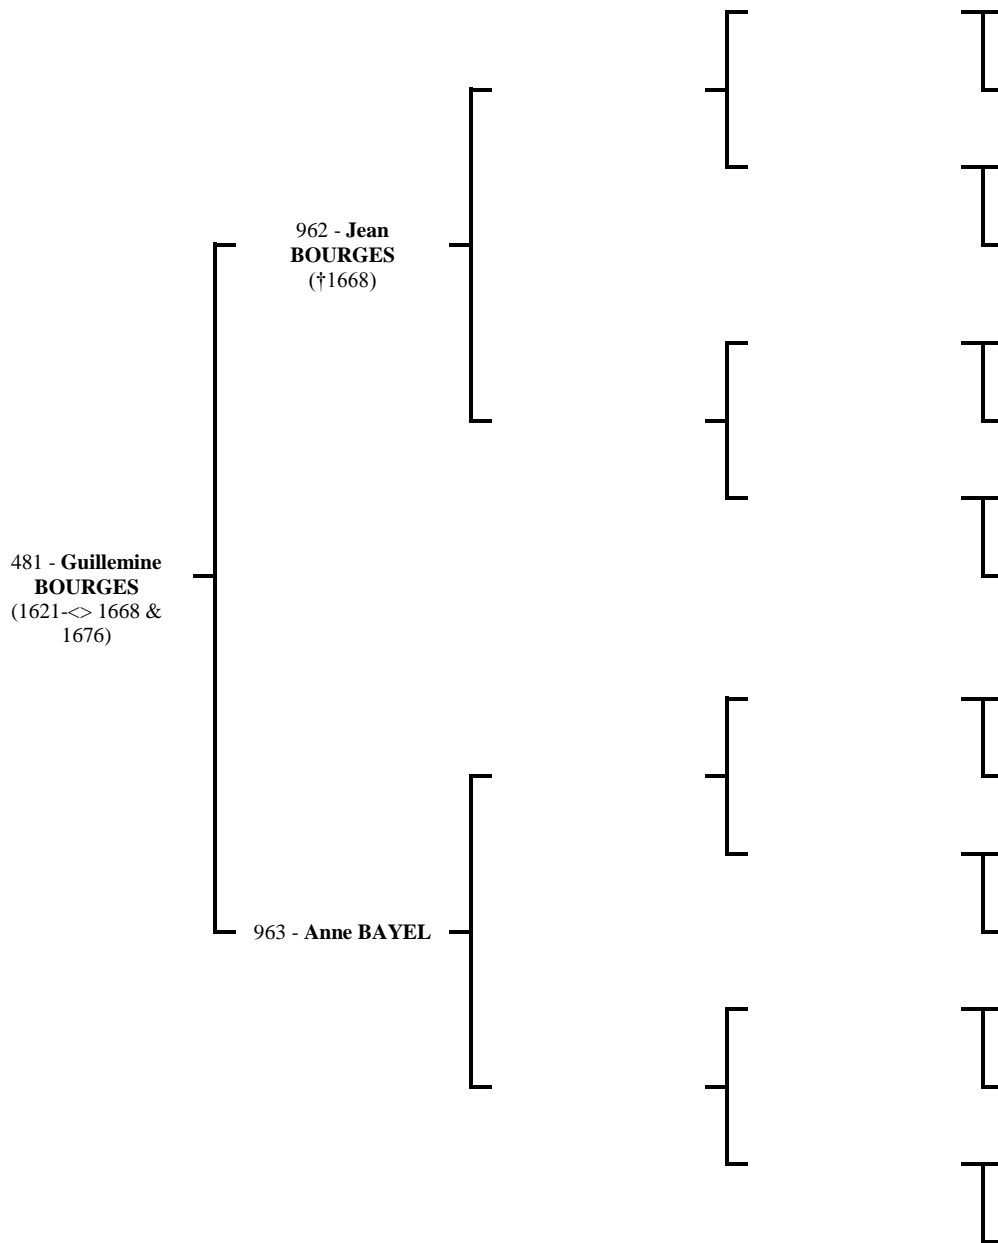 962 - Jean
BOURGES
(†1668)
481 - Guillemine
BOURGES
(1621-<> 1668 &
1676)
963 - Anne BAYEL